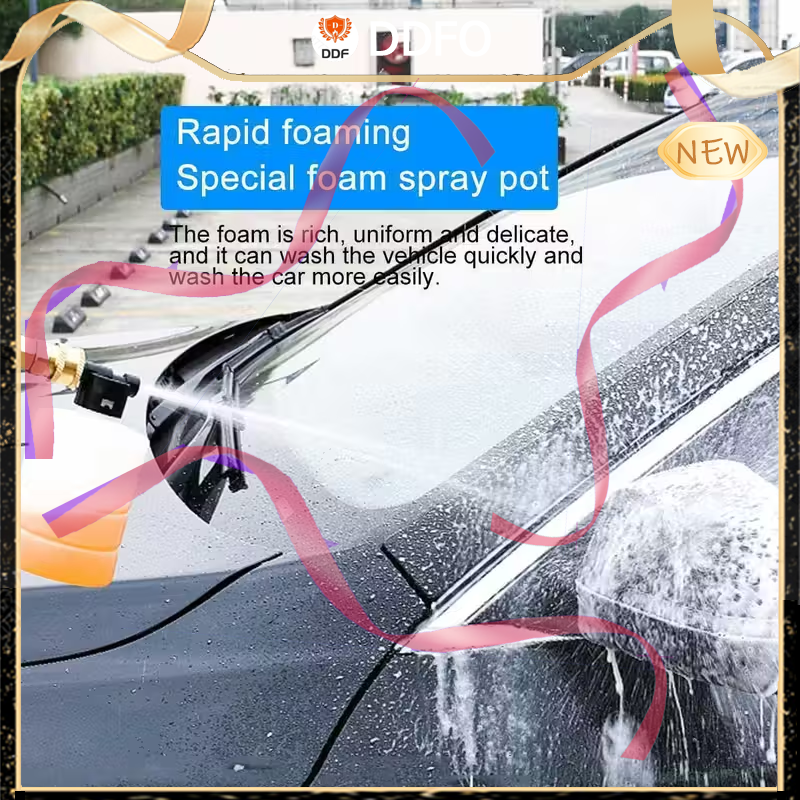 DDFO
DDF
Rapid foaming
Special foam spray pot
NEW
The foam is rich, uniform and delicate,
and it can wash the vehicle quickly and
wash the car more easily.